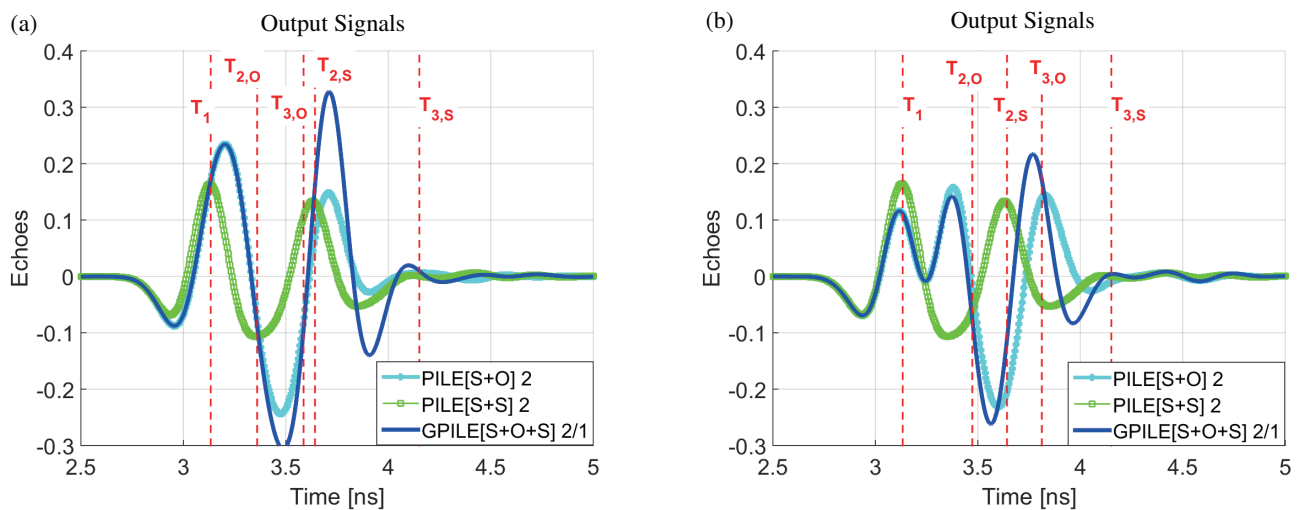 (a)
Output Signals
0.4
0.3
0.2
0.1
0
-0.1
-0.2
-0.3
Echoes
T2,O
T2,S
T1
T3,O
T3,S
PILE[S+O] 2
PILE[S+S] 2
GPILE[S+O+S] 2/1
2.5 3 3.5 4 4.5 5
Time [ns]
(b)
Output Signals
0.4
0.3
0.2
0.1
0
-0.1
-0.2
-0.3
Echoes
T2,O
T3,O
T1
T2,S
T3,S
PILE[S+O] 2
PILE[S+S] 2
GPILE[S+O+S] 2/1
2.5 3 3.5 4 4.5 5
Time [ns]